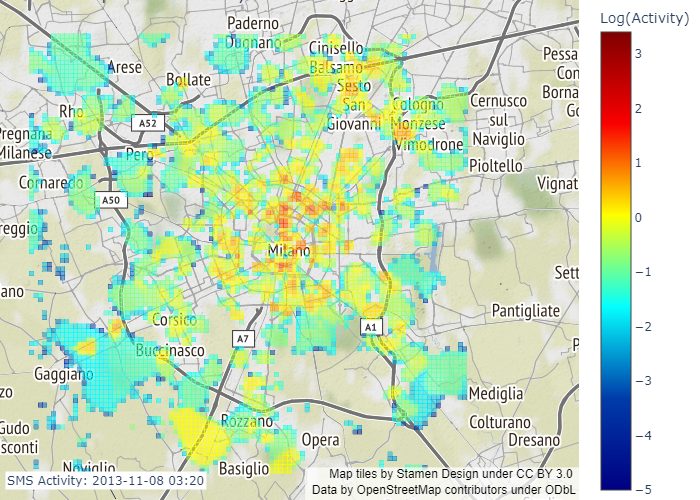 Paderno
Dugnano
Cinisello
Balsamo
Pessa
Con
Borna
Go
Arese
Bollate
Sesto
San
Giovanni
Cologno
Monzese
Cernusco
sul
Naviglio
Rho
A52
Pregnana
Milanese
Pero
Vimodrone
Pioltello
Cornaredo
A50
Vignat
reggio
Milano
Sett
ano
Pantigliate
Corsico
A7
A1
Buccinasco
P
Gaggiano
zo
Mediglia
Rozzano
Colturano
Dresano
Gudo
sconti
Opera
Noviglio
Basiglio
SMS Activity: 2013-11-08 03:20
Map tiles by Stamen Design under CC BY 3.0
Data by OpenStreetMap contributors under ODbL
Log(Activity)
3
2
1
0
−1
−2
−3
−4
−5